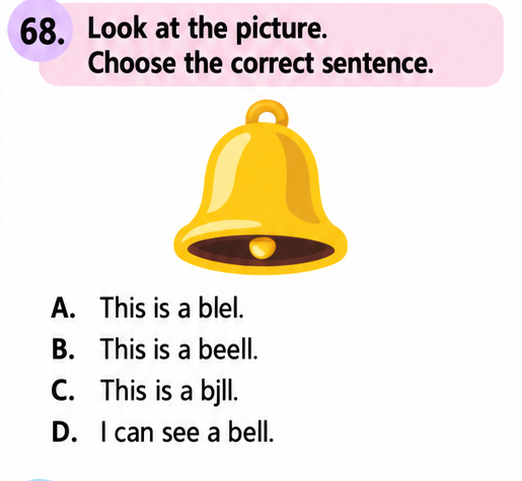 68. Look at the picture.
Choose the correct sentence.
A. This is a blel.
B. This is a beell.
C. This is a bjll.
D. I can see a bell.